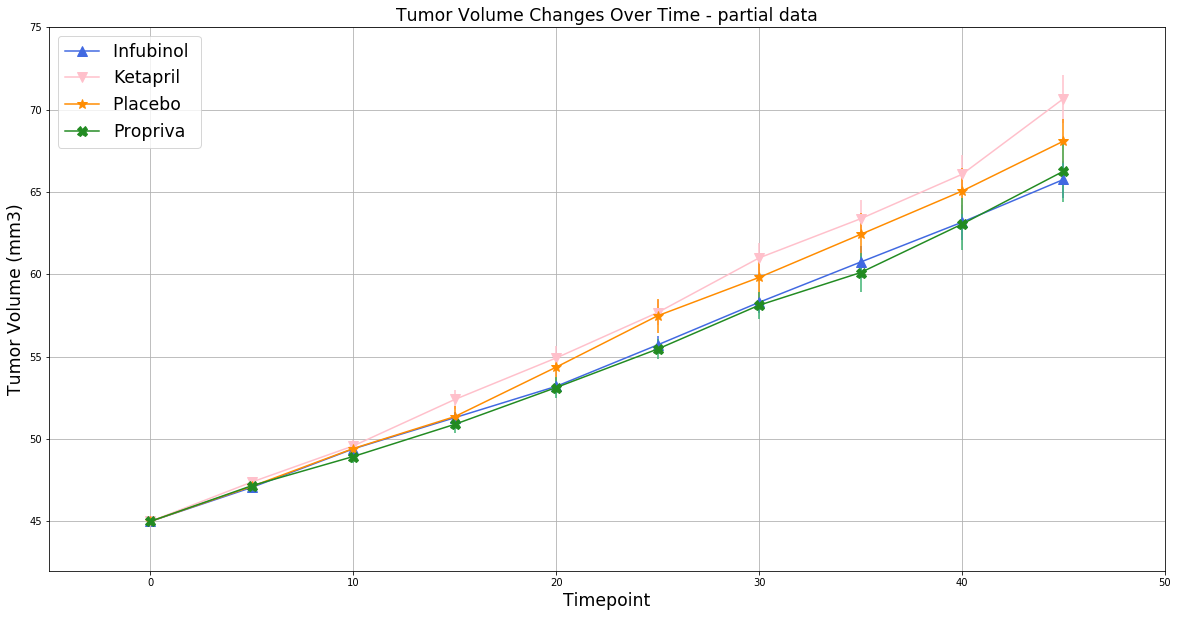 Tumor Volume Changes Over Time - partial data
75
70
65
60
55
50
45
Tumor Volume (mm3)
Infubinol
Ketapril
Placebo
Propriva
0 10 20 30 40 50
Timepoint